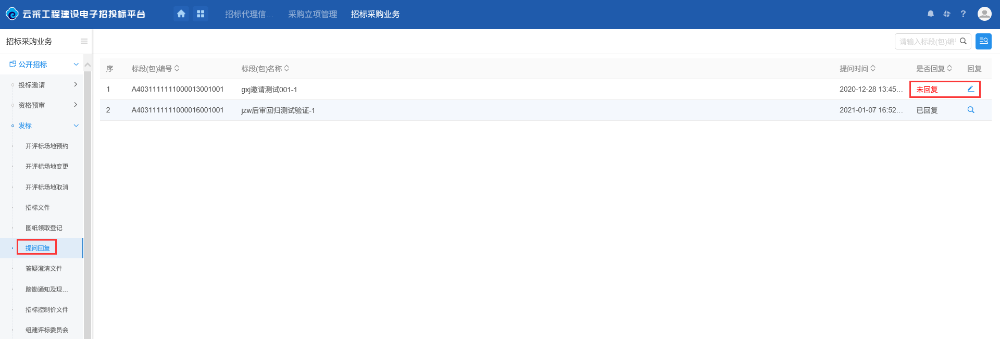 云采工程建设电子招投标平台 招标代理信... 采购立项管理 招标采购业务 ?
招标采购业务
请输入标段(包)编
公开招标
投标邀请
资格预审
发标
开评标场地预约
开评标场地变更
开评标场地取消
招标文件
图纸领取登记
提问回复
答疑澄清文件
踏勘通知及现...
招标控制价文件
组建评标委员会
序 标段(包)编号 标段(包)名称 提问时间 是否回复 回复
1 A4031111111000013001001 gxj邀请测试001-1 2020-12-28 13:45... 未回复
2 A4031111111000016001001 jzw后审回归测试验证-1 2021-01-07 16:52... 已回复